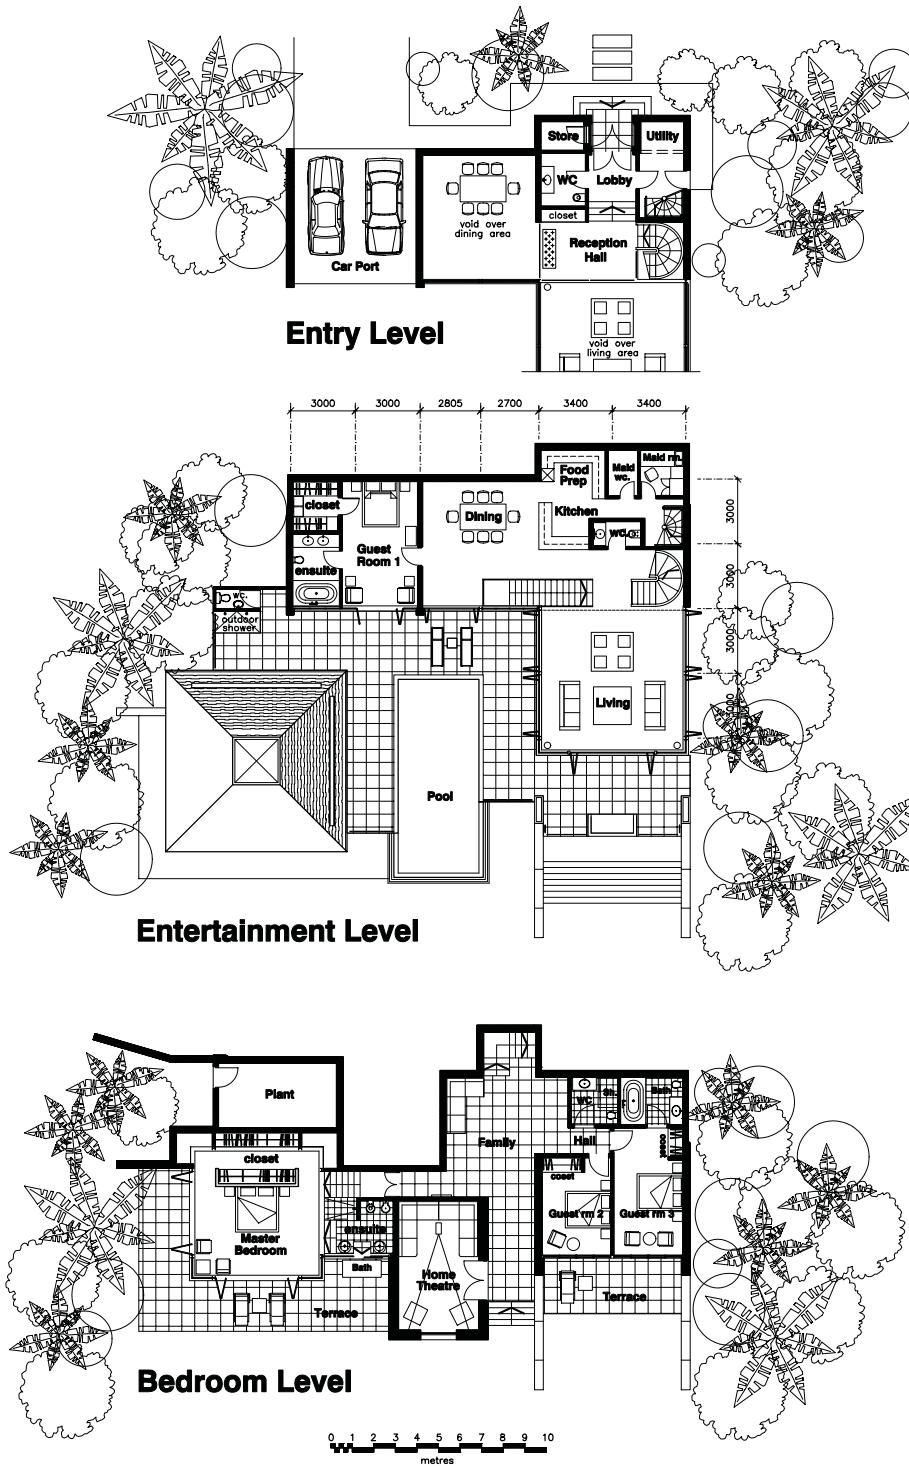 Store
Utility
WC
Lobby
closet
void over
dining area
Reception
Hall
Car Port
void over
living area
Entry Level
3000
3000
2805
2700
3400
3400
Food
Prep
Maid
wc.
Maid rm.
closet
Dining
Kitchen
3000
wc.
Guest
Room 1
ensuite
3000
wc.
outdoor
shower
3000
Living
Pool
Entertainment Level
Plant
WC
Bath
Family
Hall
closet
coset
Master
Bedroom
ensuite
Guest rm 2
Guest rm 3
Bath
Home
Theatre
Terrace
Terrace
Bedroom Level
0 1 2 3 4 5 6 7 8 9 10
metres